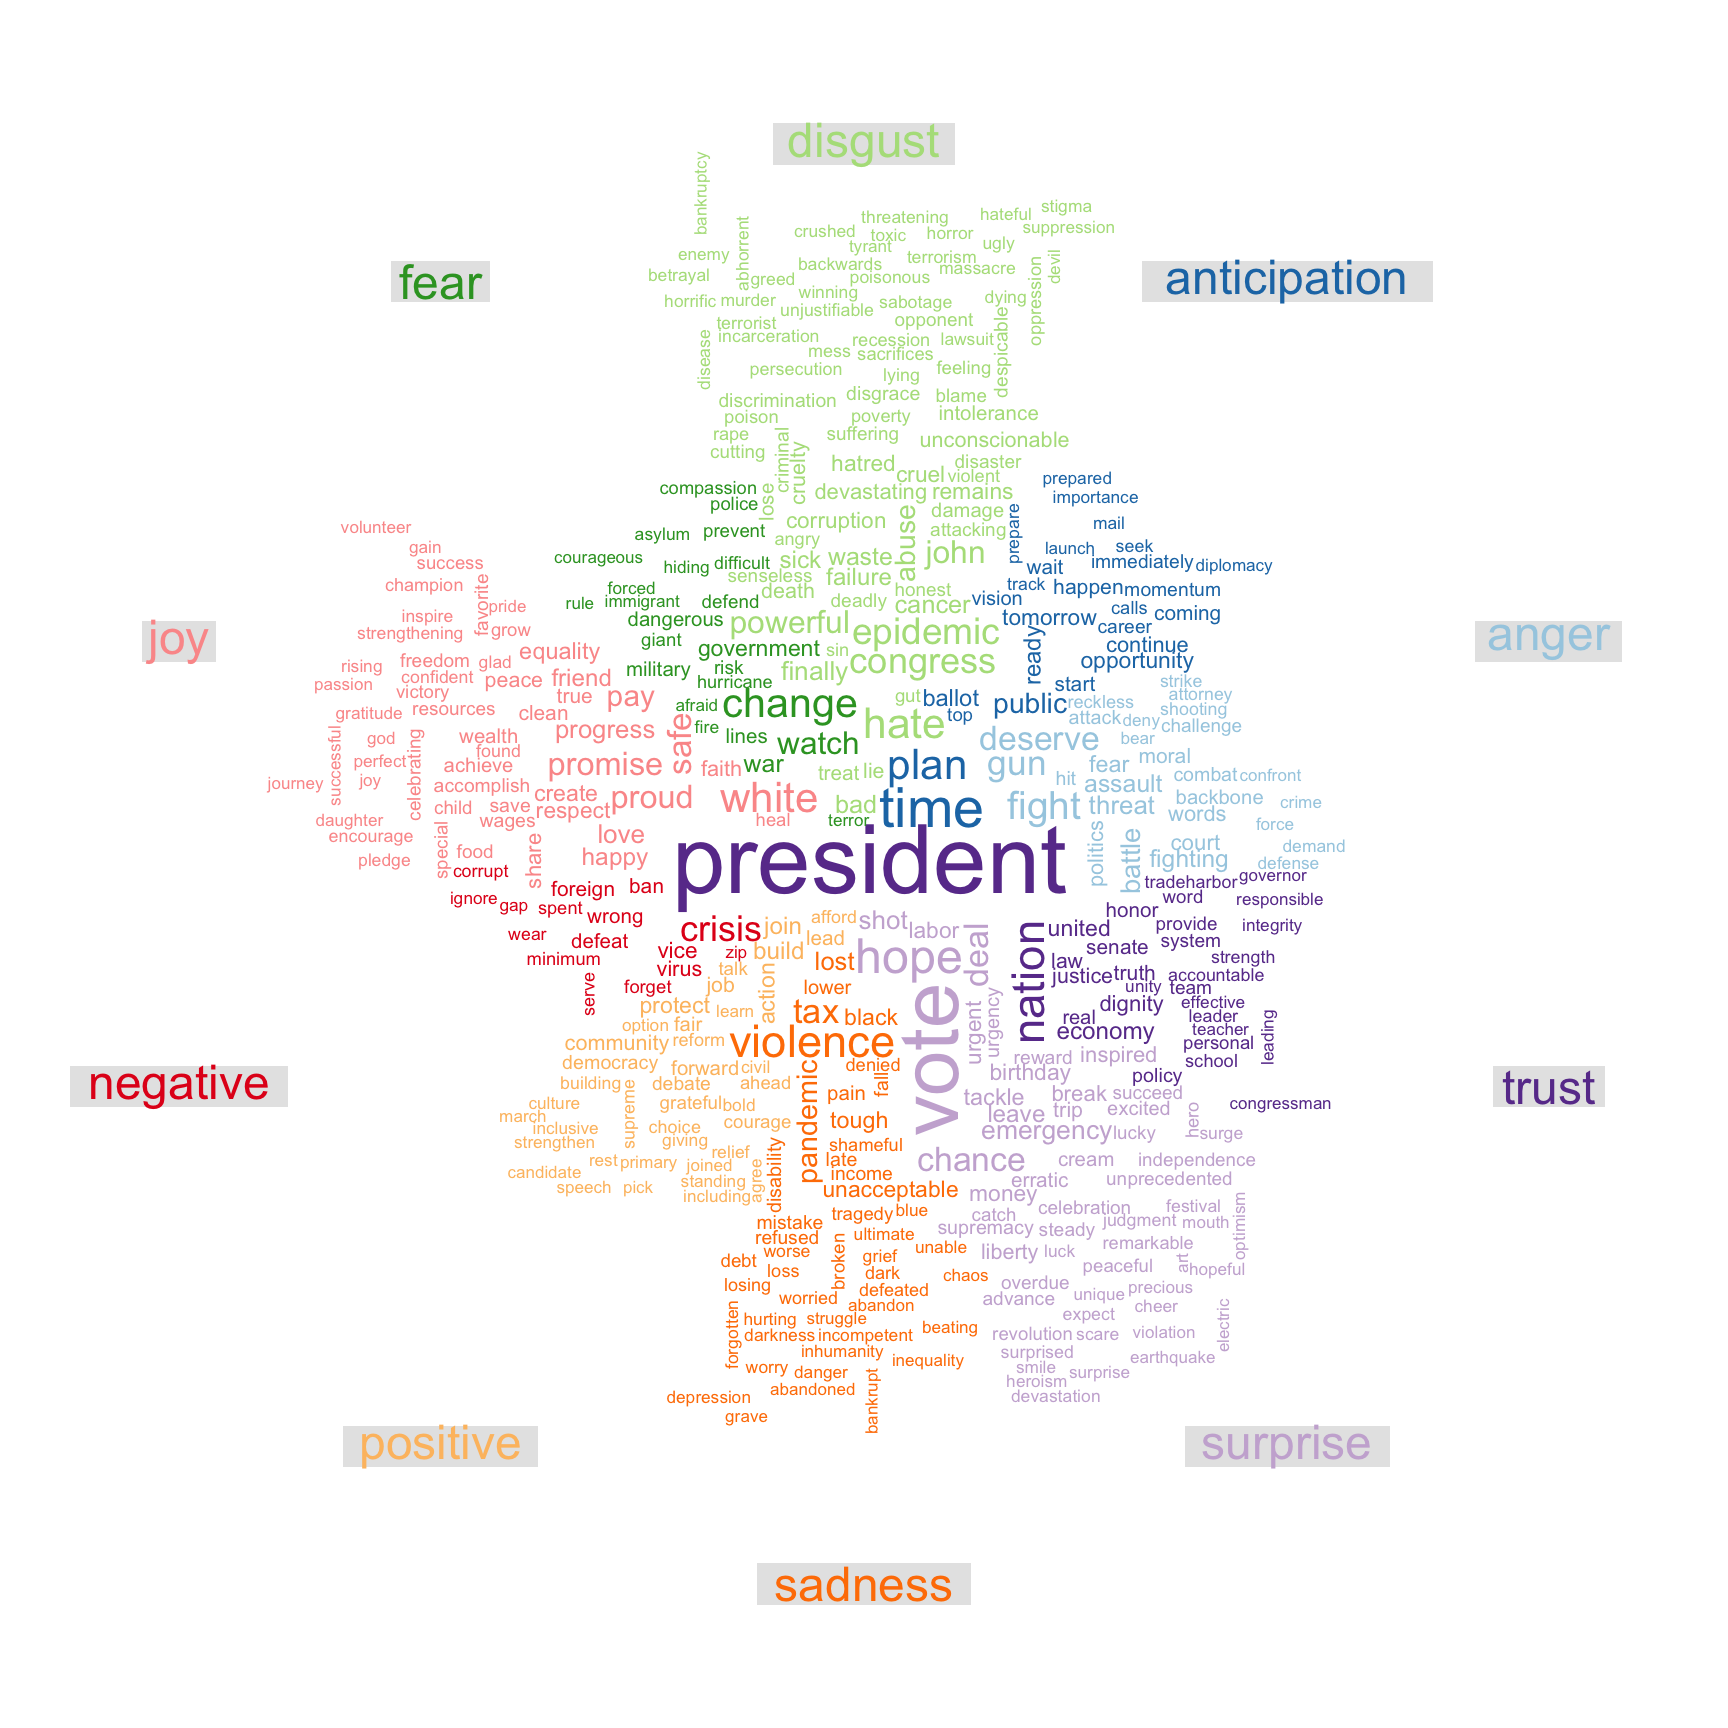 disgust
fear
anticipation
joy
anger
negative
trust
positive
surprise
sadness
bankruptcy
threatening
hateful
stigma
crushed
toxic
horror
suppression
tyrant
ugly
enemy
abhorrent
backwards
terrorism
devil
betrayal
greed
poisonous
massacre
horrific
murder
winning
sabotage
dying
oppression
unjustifiable
terrorist
opponent
incarceration
recession
lawsuit
despicable
disease
mess
sacrifices
persecution
lying
feeling
discrimination
disgrace
blame
poison
poverty
intolerance
rape
suffering
unconscionable
cutting
criminal
cruelty
hatred
disaster
cruel
violent
lose
devastating
remains
corruption
abuse
damage
angry
attacking
sick
waste
john
senseless
failure
death
deadly
honest
cancer
powerful
epidemic
sin
congress
finally
gut
hate
treat
lie
bad
compassion
police
asylum
prevent
courageous
hiding
difficult
forced
rule
immigrant
defend
dangerous
giant
government
military
risk
hurricane
afraid
change
fire
lines
watch
war
terror
prepared
importance
prepare
mail
launch
seek
wait
immediately
diplomacy
track
happen
momentum
vision
calls
tomorrow
career
coming
ready
continue
opportunity
start
ballot
public
top
plan
time
volunteer
gain
success
champion
favorite
pride
inspire
strengthening
grow
equality
rising
freedom
glad
passion
confident
peace
friend
victory
true
pay
gratitude
resources
clean
successful
god
wealth
progress
safe
perfect
found
journey
joy
celebrating
achieve
promise
faith
accomplish
create
proud
white
daughter
child
save
respect
heal
encourage
wages
love
pledge
special
food
share
happy
strike
reckless
attorney
attack
deny
shooting
challenge
deserve
bear
gun
fear
moral
hit
assault
combat
confront
fight
threat
backbone
crime
words
force
politics
battle
court
demand
fighting
defense
president
corrupt
foreign
ban
ignore
gap
spent
wrong
crisis
wear
defeat
vice
zip
minimum
virus
serve
forget
tradeharbor
governor
word
responsible
honor
nation
united
provide
integrity
senate
system
law
strength
justice
truth
accountable
unity
team
dignity
effective
real
leader
economy
teacher
leading
personal
school
policy
congressman
afford
join
lead
build
talk
job
action
protect
learn
option
fair
community
reform
democracy
forward
civil
building
debate
ahead
culture
supreme
grateful
bold
march
inclusive
choice
courage
strengthen
giving
relief
rest
primary
joined
agree
candidate
standing
speech
pick
including
shot
labor
hope
deal
vote
urgent
urgency
reward
inspired
birthday
tackle
break
succeed
leave
trip
excited
hero
emergency
lucky
surge
chance
cream
independence
erratic
unprecedented
money
catch
celebration
festival
optimism
supremacy
steady
judgment
mouth
liberty
luck
remarkable
peaceful
art
hopeful
overdue
advance
unique
precious
expect
cheer
electric
revolution
scare
violation
surprised
earthquake
smile
surprise
heroism
devastation
lost
lower
tax
black
violence
pandemic
denied
pain
fall
tough
shameful
disability
late
income
unacceptable
mistake
tragedy
blue
refused
ultimate
worse
broken
grief
unable
debt
loss
dark
chaos
losing
defeated
worried
abandon
forgotten
hurting
struggle
beating
darkness
incompetent
inhumanity
inequality
worry
danger
bankrupt
depression
abandoned
grave